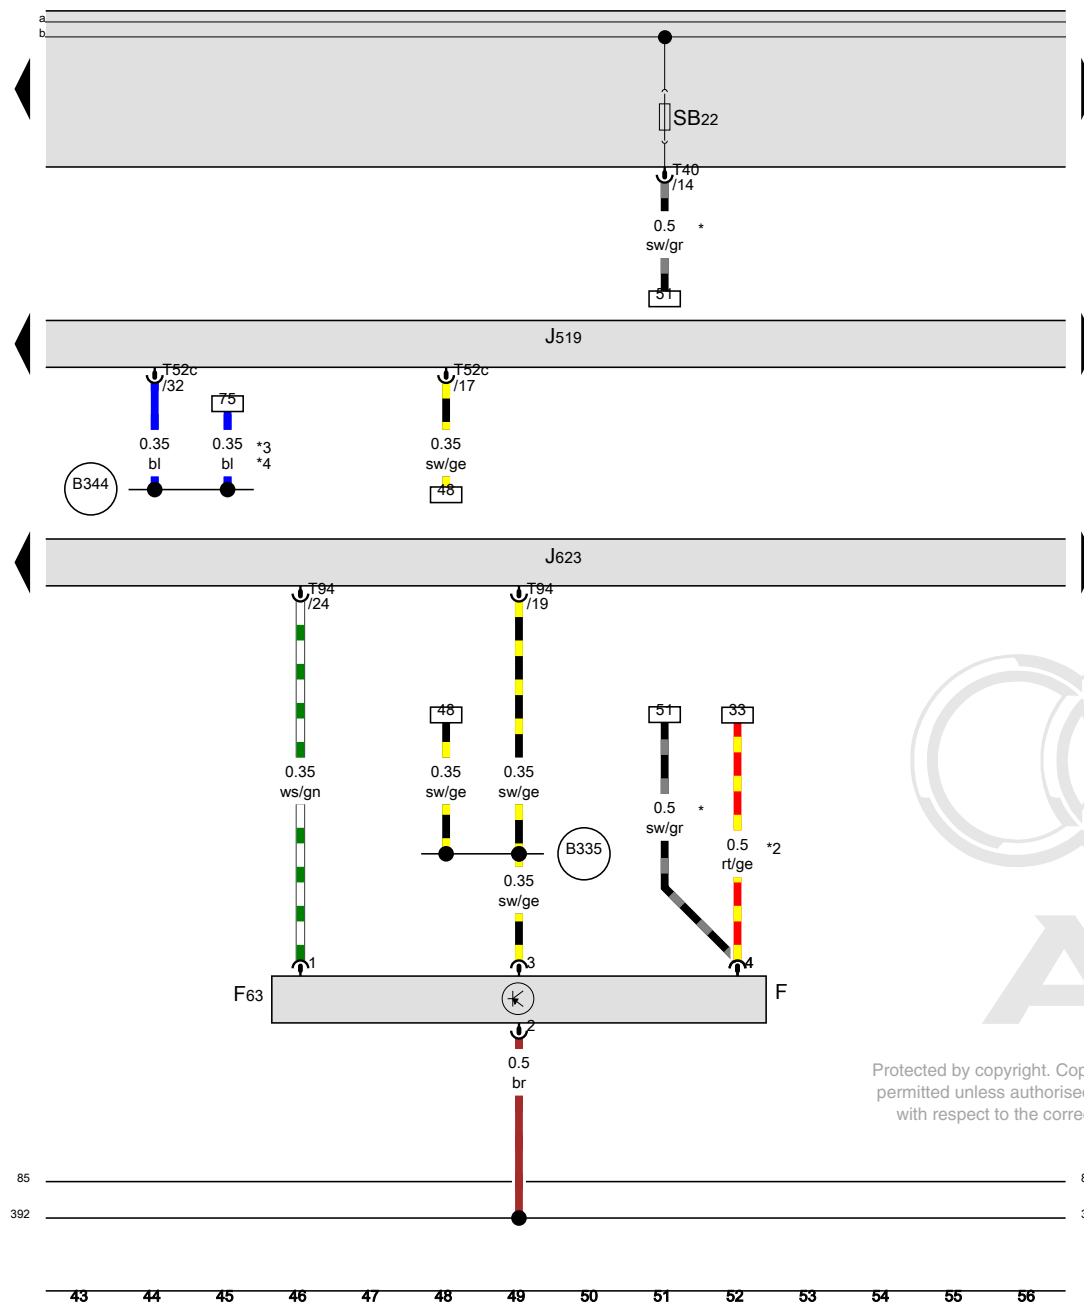 a
b
SB22
T40
/14
0.5 *
sw/gr
51
J519
T52c
/32
T52c
/17
75
0.35 0.35 *3
bl bl *4
0.35
sw/ge
B344
48
J623
T94
/24
T94
/19
48 51 33
0.35 0.35 0.35
ws/gn sw/ge sw/ge
0.5 *
sw/gr
0.5 *2
rt/ge
B335
0.35
sw/ge
1 3 4
F63 F
2
0.5
br
Protected by copyright. Cop
permitted unless authorised
with respect to the corre
85
392
43 44 45 46 47 48 49 50 51 52 53 54 55 56